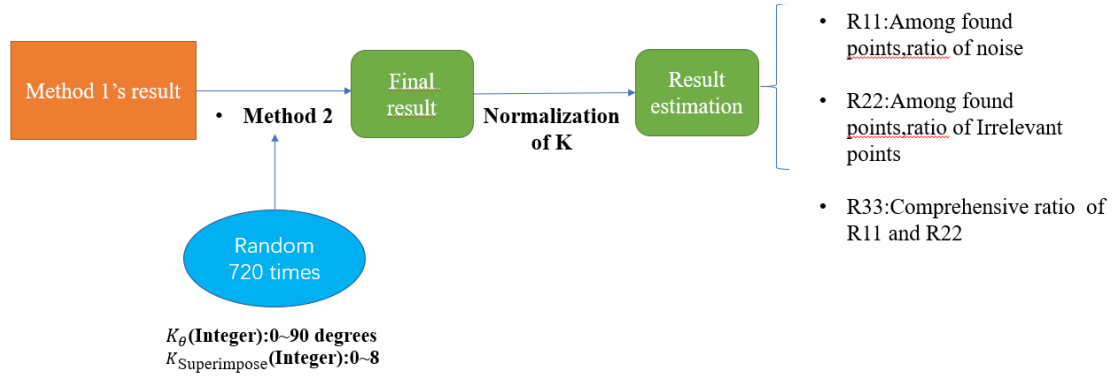 Method 1's result
• Method 2
Final
result
Normalization
of K
Result
estimation
• R11:Among found
points,ratio of noise
• R22:Among found
points,ratio of Irrelevant
points
• R33:Comprehensive ratio of
R11 and R22
Random
720 times
K_θ(Integer):0~90 degrees
K_Superimpose(Integer):0~8